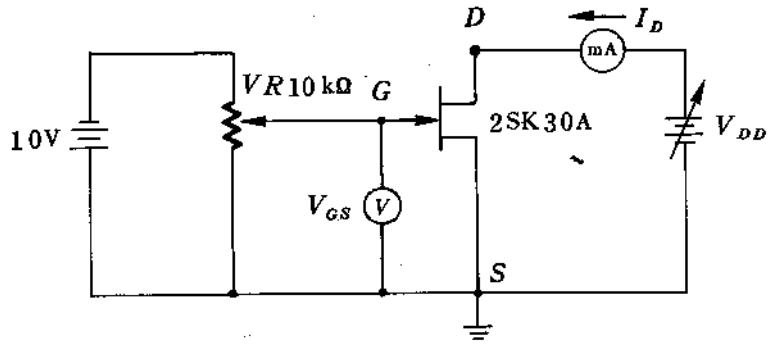 D
I_D
mA
VR 10 kΩ
G
10V
2SK30A
V_DD
V_GS
V
S